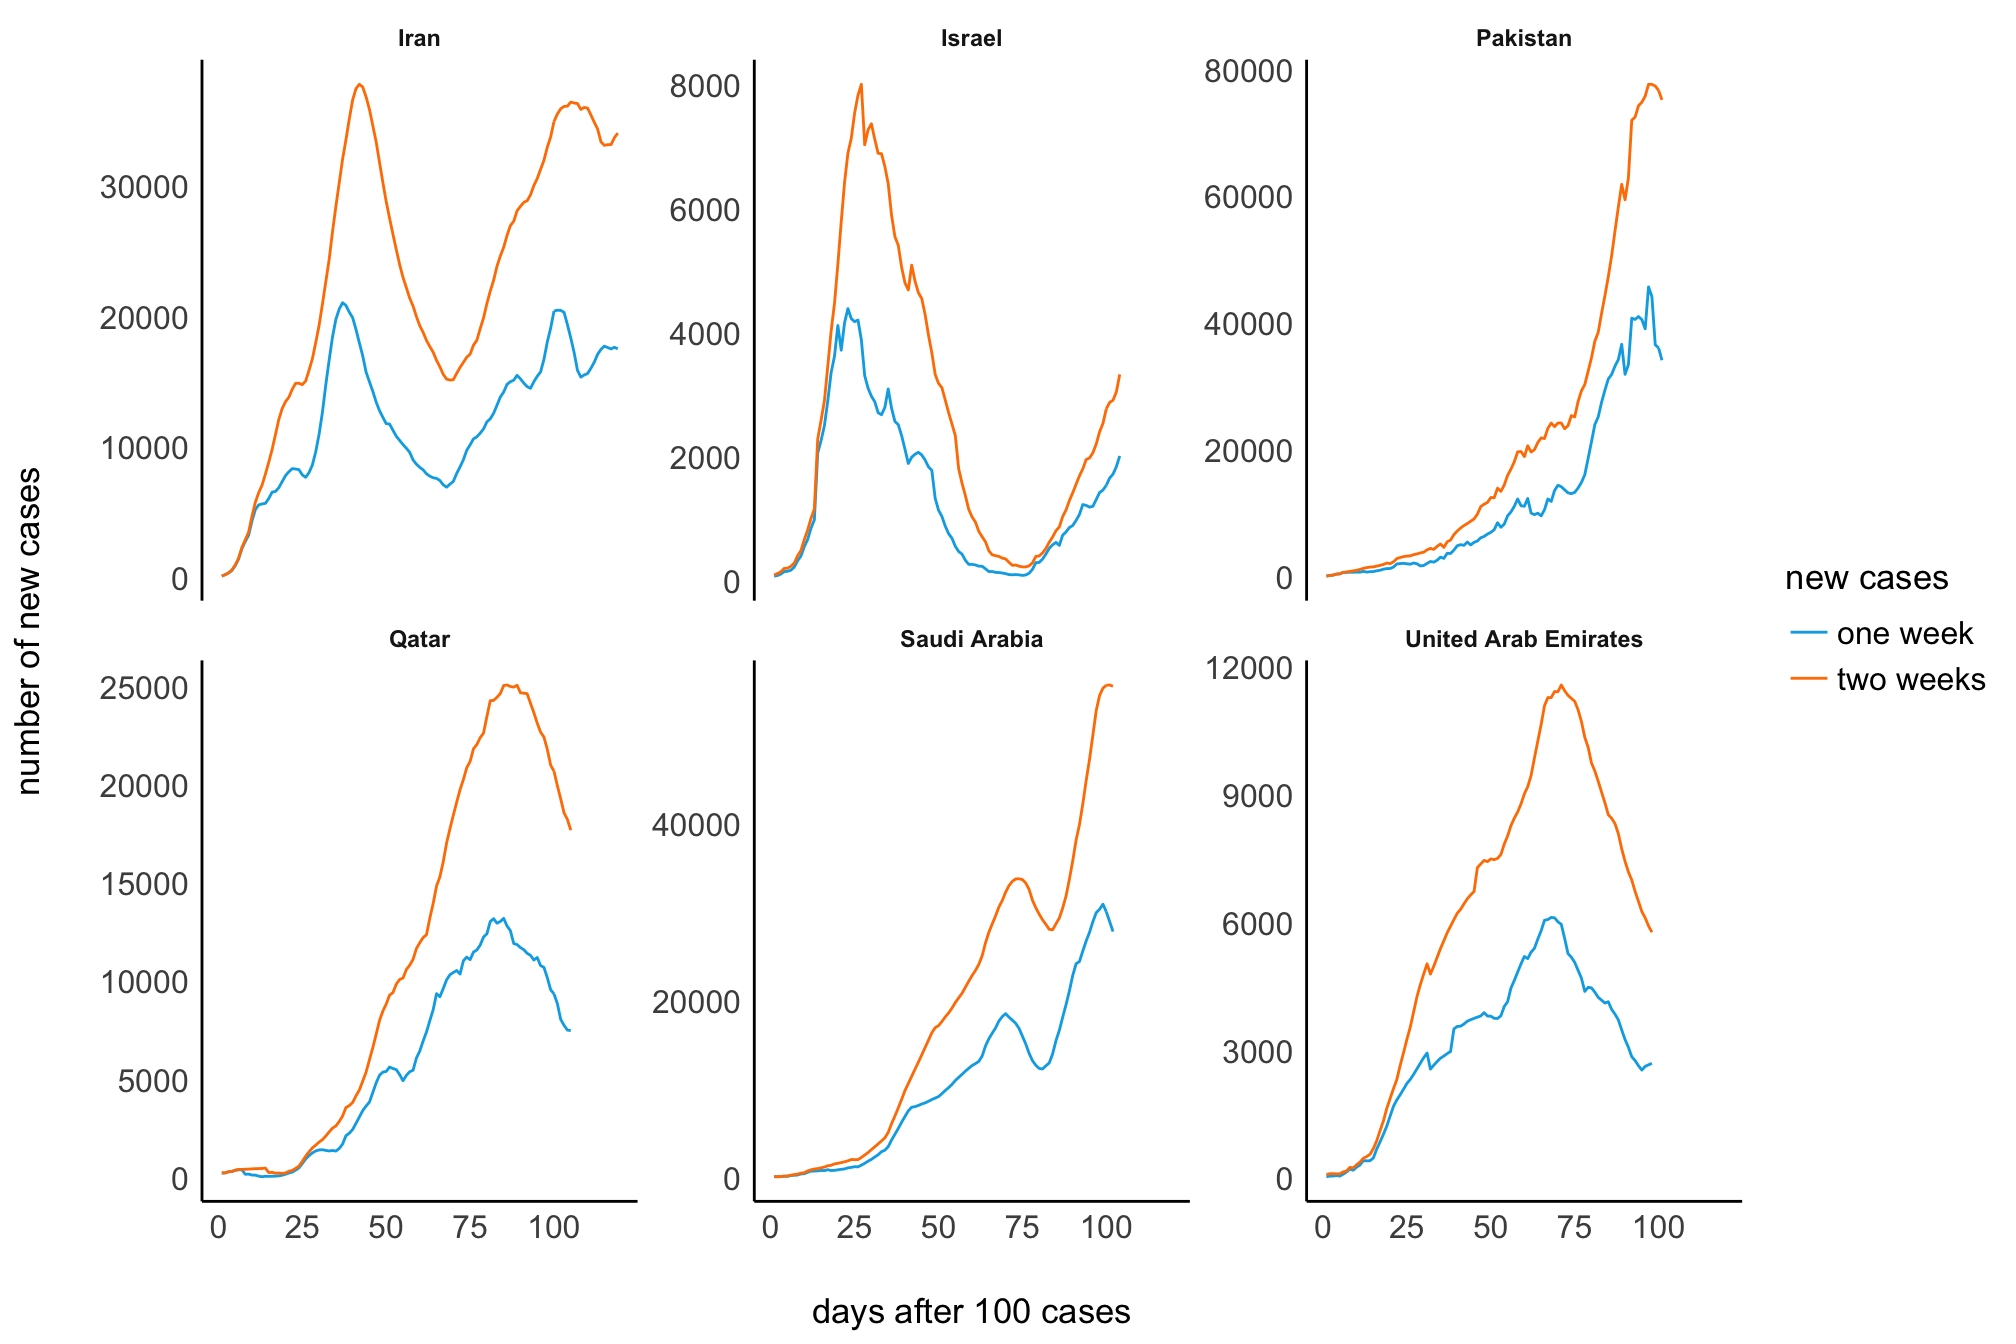 Iran
Israel
Pakistan
30000
20000
10000
0
8000
6000
4000
2000
0
80000
60000
40000
20000
0
Qatar
Saudi Arabia
United Arab Emirates
25000
20000
15000
10000
5000
0
40000
20000
0
12000
9000
6000
3000
0
0 25 50 75 100
0 25 50 75 100
0 25 50 75 100
number of new cases
days after 100 cases
new cases
one week
two weeks